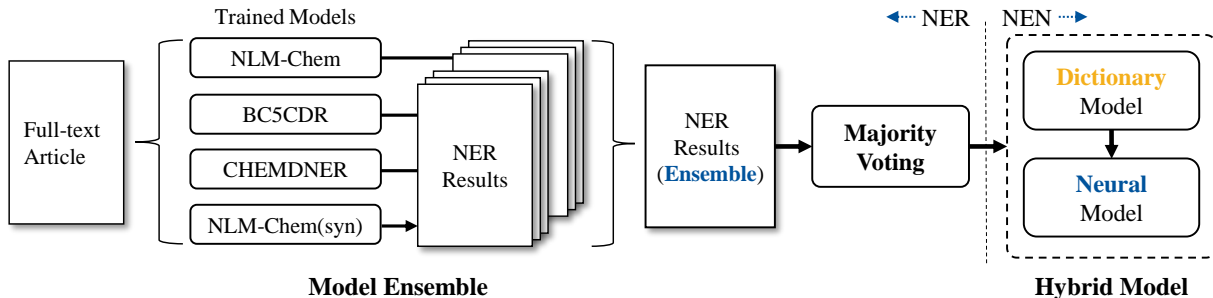 Trained Models
NER
NEN
Full-text
Article
NLM-Chem
BC5CDR
CHEMDNER
NLM-Chem(syn)
NER
Results
NER
Results
(Ensemble)
Majority
Voting
Dictionary
Model
Neural
Model
Model Ensemble
Hybrid Model